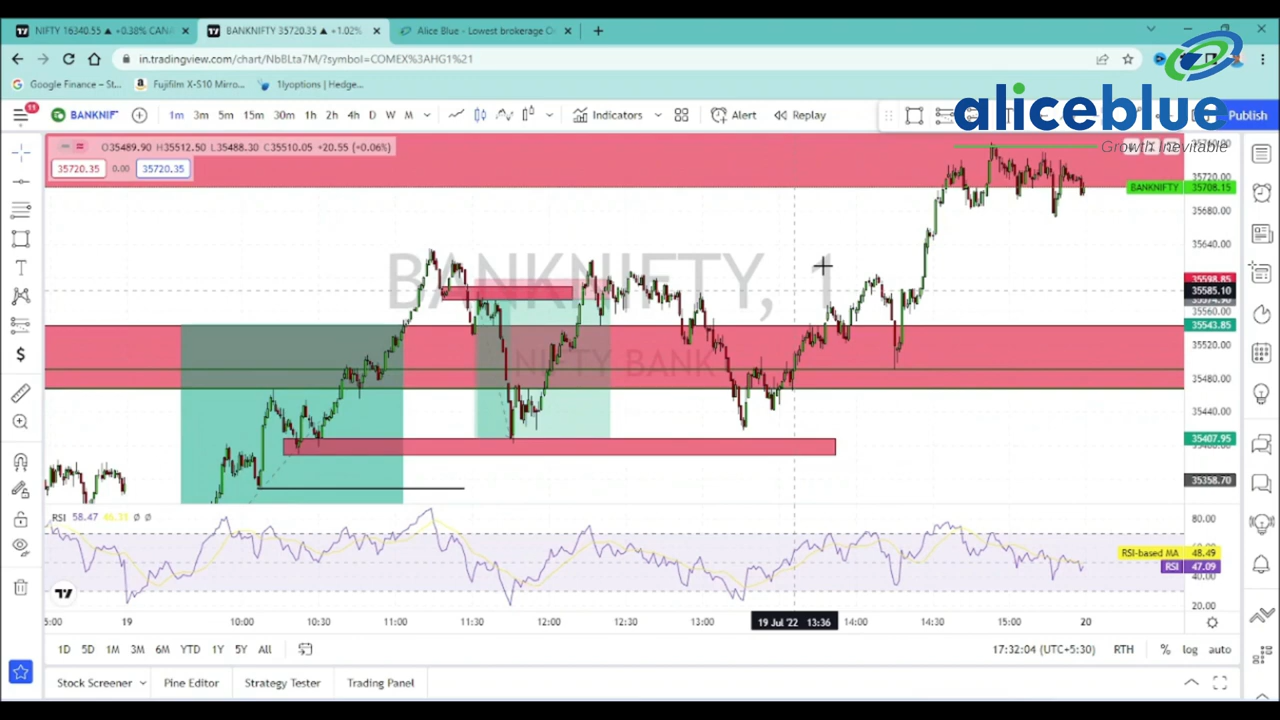 NIFTY 16340.55 ▲ +0.38% CAN
BANKNIFTY 35720.35 ▲ +1.02%
Alice Blue - Lowest brokerage
in.tradingview.com/chart/NbBLta7M/?symbol=COMEX%3AHG1%21
Google Finance – St...
Fujifilm X-S10 Mirro...
1lyoptions | Hedge...
aliceblue
Growth Inevitable
11
BANKNIF
1m 3m 5m 15m 30m 1h 2h 4h D W M
Indicators
Alert
Replay
Publish
O35489.90 H35512.50 L35488.30 C35510.05 +20.55 (+0.06%)
35720.35 0.00 35720.35
BANKNIFTY, 1
NIFTY BANK
35720.00
BANKNIFTY 35708.15
35680.00
35640.00
35598.85
35585.10
35574.90
35560.00
35543.85
35520.00
35480.00
35440.00
35407.95
35358.70
RSI 58.47 46.31 Ø Ø
80.00
RSI-based MA 48.49
RSI 47.09
40.00
20.00
5:00 19 10:00 10:30 11:00 11:30 12:00 12:30 13:00 19 Jul '22 13:36 14:00 14:30 15:00 20
1D 5D 1M 3M 6M YTD 1Y 5Y All
17:32:04 (UTC+5:30) RTH % log auto
Stock Screener Pine Editor Strategy Tester Trading Panel